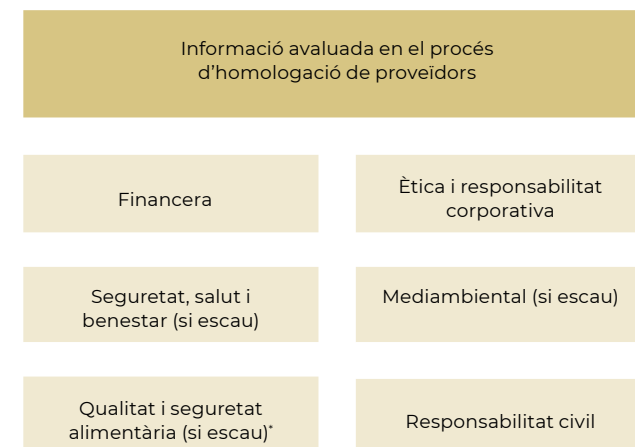 Informació avaluada en el procés
d’homologació de proveïdors
Financera
Ètica i responsabilitat
corporativa
Seguretat, salut i
benestar (si escau)
Mediambiental (si escau)
Qualitat i seguretat
alimentària (si escau)*
Responsabilitat civil